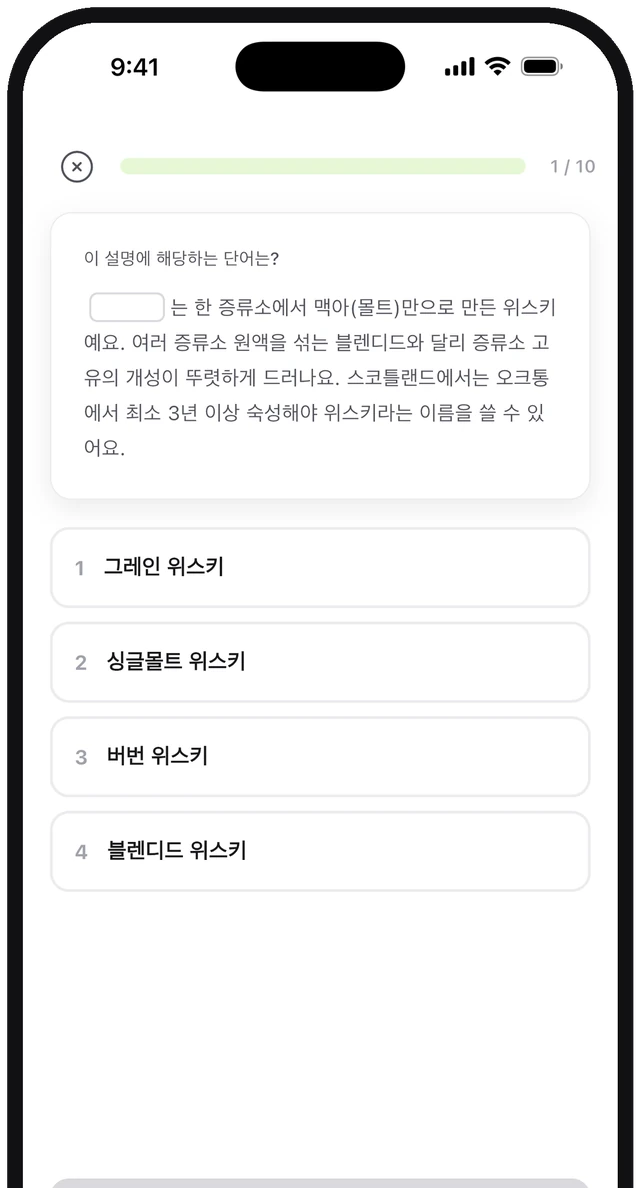 9:41
1 / 10
이 설명에 해당하는 단어는?
는 한 증류소에서 맥아(몰트)만으로 만든 위스키
예요. 여러 증류소 원액을 섞는 블렌디드와 달리 증류소 고
유의 개성이 뚜렷하게 드러나요. 스코틀랜드에서는 오크통
에서 최소 3년 이상 숙성해야 위스키라는 이름을 쓸 수 있
어요.
1 그레인 위스키
2 싱글몰트 위스키
3 버번 위스키
4 블렌디드 위스키